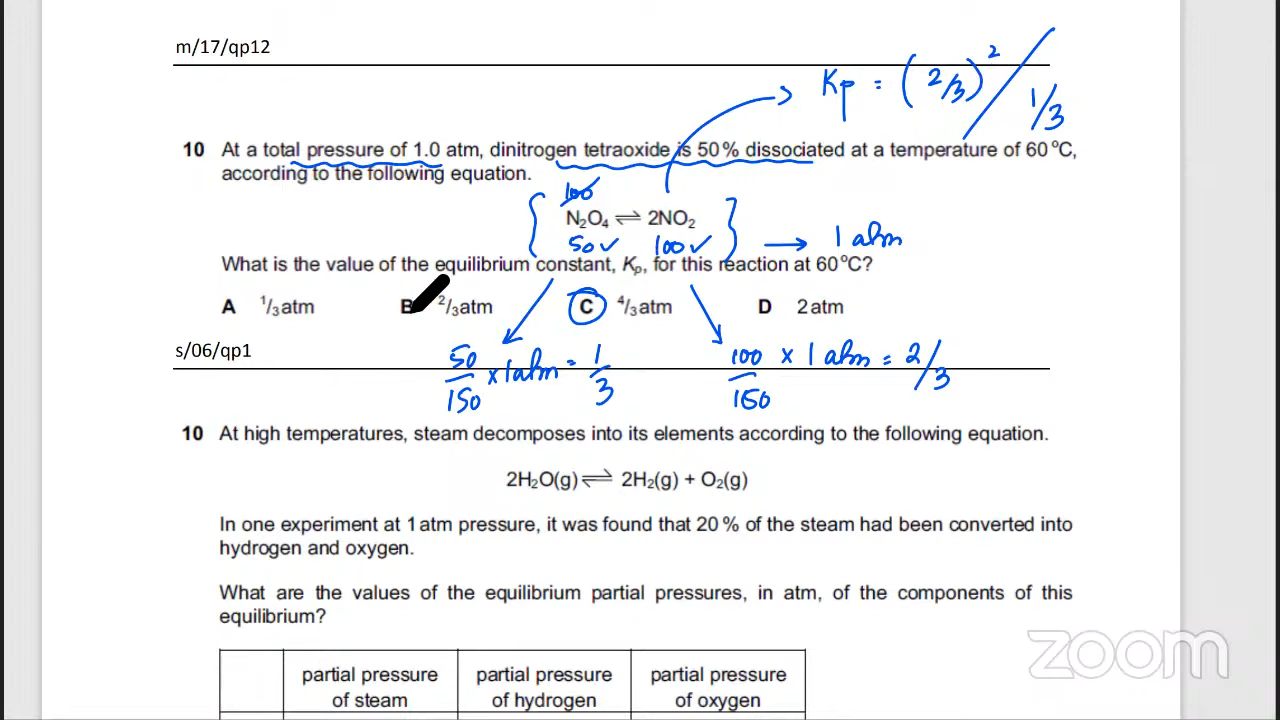 m/17/qp12
Kp = (2/3)² / 1/3
10 At a total pressure of 1.0 atm, dinitrogen tetraoxide is 50% dissociated at a temperature of 60 °C,
according to the following equation.
100
N₂O₄ ⇌ 2NO₂
50 ✓ 100 ✓ → 1 atm
What is the value of the equilibrium constant, Kp, for this reaction at 60 °C?
A 1/3 atm B 2/3 atm C 4/3 atm D 2 atm
s/06/qp1
50/150 × 1 atm = 1/3 100/150 × 1 atm = 2/3
10 At high temperatures, steam decomposes into its elements according to the following equation.
2H₂O(g) ⇌ 2H₂(g) + O₂(g)
In one experiment at 1 atm pressure, it was found that 20 % of the steam had been converted into
hydrogen and oxygen.
What are the values of the equilibrium partial pressures, in atm, of the components of this
equilibrium?
partial pressure of steam
partial pressure of hydrogen
partial pressure of oxygen
zoom